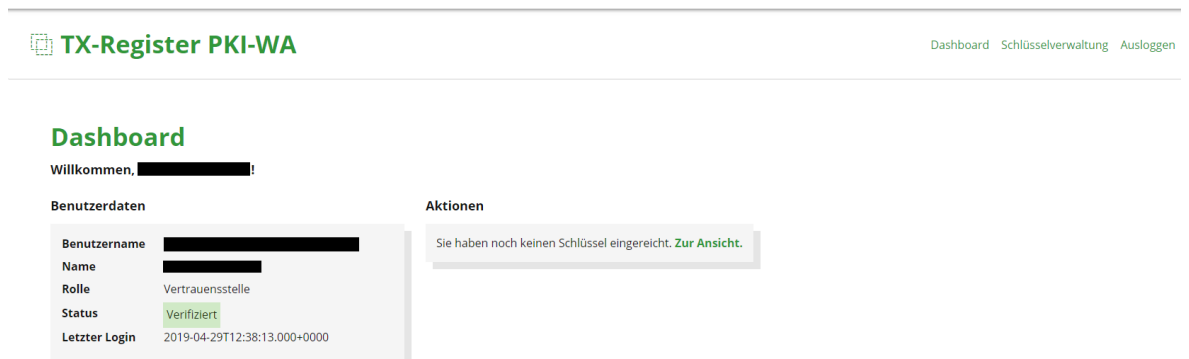 TX-Register PKI-WA
Dashboard Schlüsselverwaltung Ausloggen
Dashboard
Willkommen, !
Benutzerdaten
Benutzername
Name
Rolle Vertrauensstelle
Status Verifiziert
Letzter Login 2019-04-29T12:38:13.000+0000
Aktionen
Sie haben noch keinen Schlüssel eingereicht. Zur Ansicht.